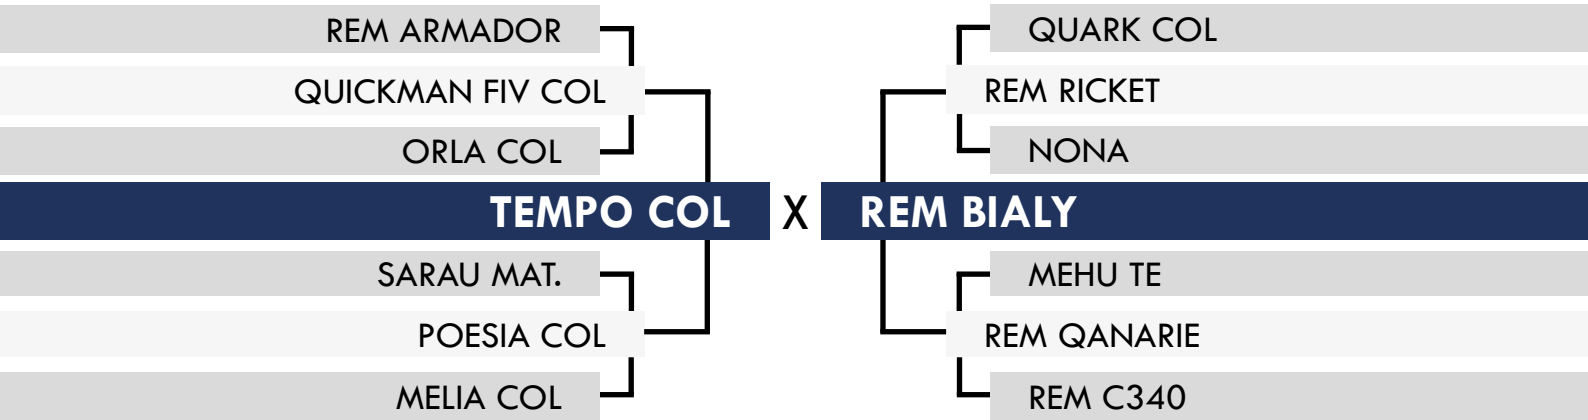 REM ARMADOR
QUICKMAN FIV COL
ORLA COL
TEMPO COL
SARAU MAT.
POESIA COL
MELIA COL
X
QUARK COL
REM RICKET
NONA
REM BIALY
MEHU TE
REM QANARIE
REM C340